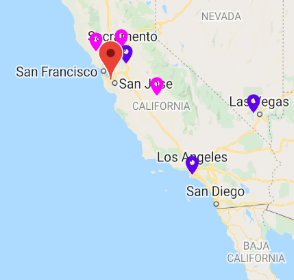 NEVADA
Sacramento
San Francisco
San Jose
CALIFORNIA
Las Vegas
Los Angeles
San Diego
BAJA
CALIFORNIA